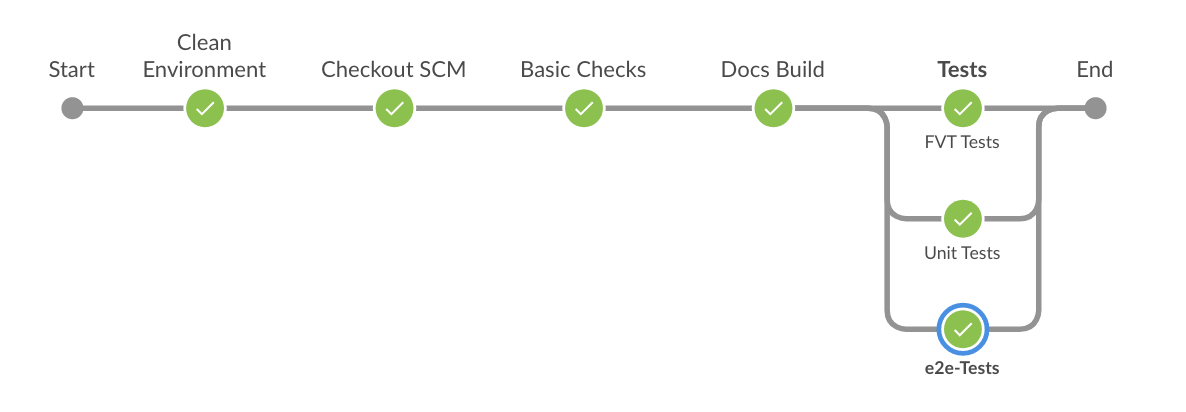 Start
Clean
Environment
Checkout SCM
Basic Checks
Docs Build
Tests
End
FVT Tests
Unit Tests
e2e-Tests